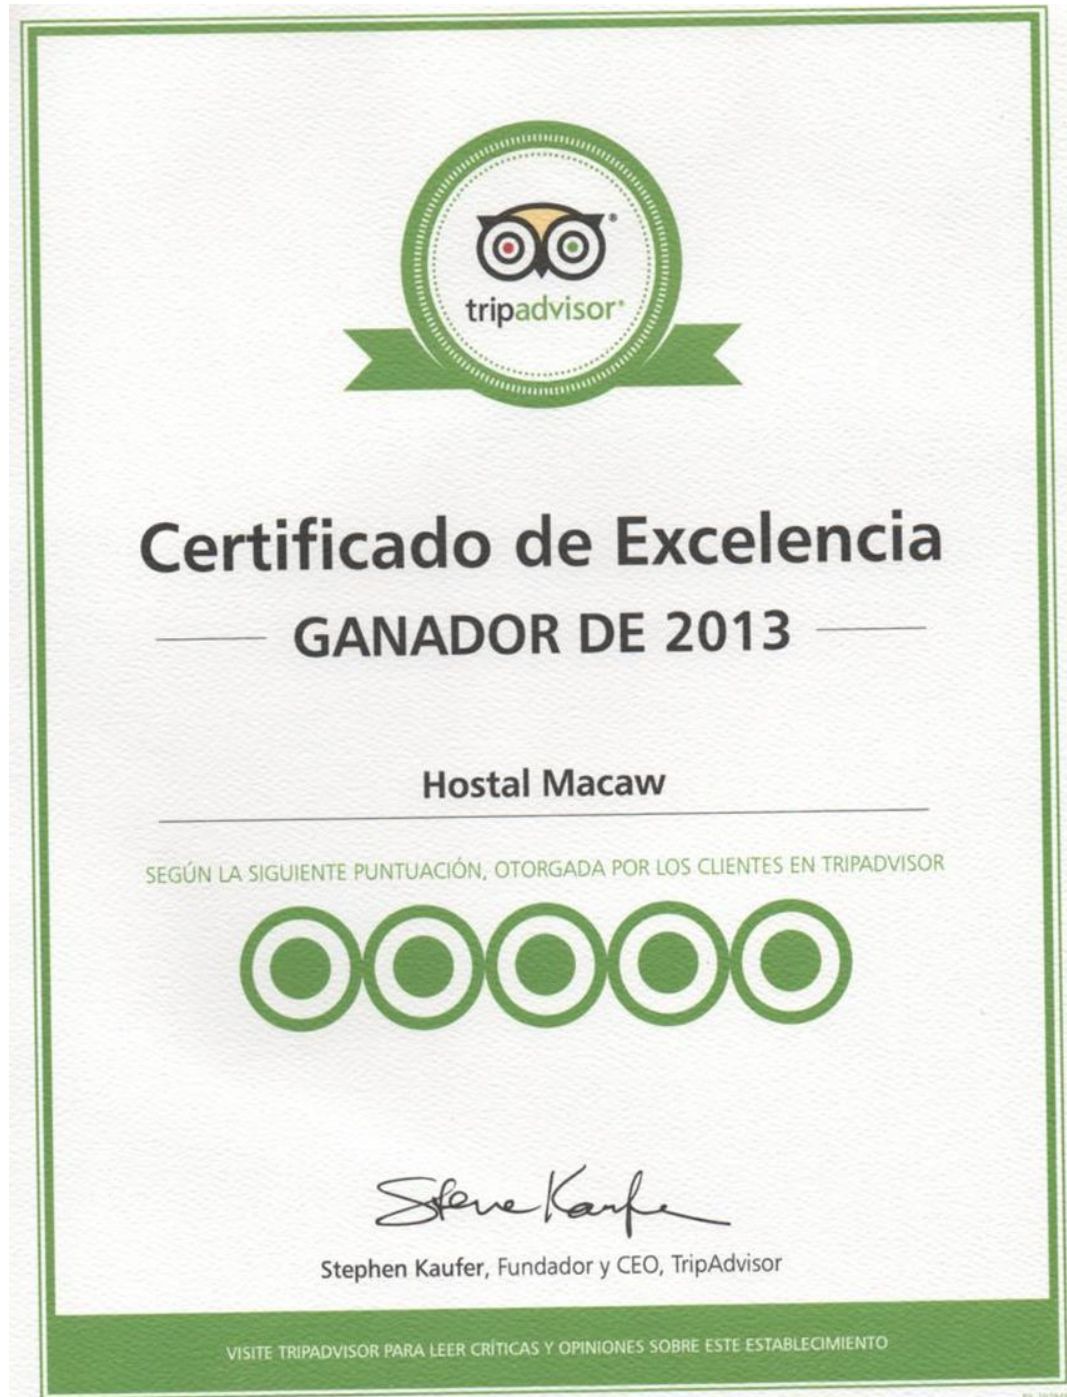 tripadvisor®
Certificado de Excelencia
GANADOR DE 2013
Hostal Macaw
SEGÚN LA SIGUIENTE PUNTUACIÓN, OTORGADA POR LOS CLIENTES EN TRIPADVISOR
Steve Kaufer
Stephen Kaufer, Fundador y CEO, TripAdvisor
VISITE TRIPADVISOR PARA LEER CRÍTICAS Y OPINIONES SOBRE ESTE ESTABLECIMIENTO